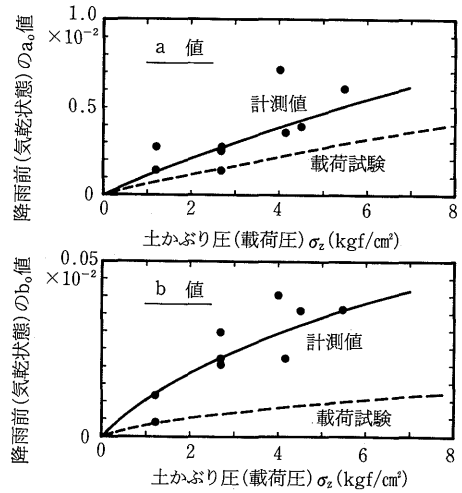 1.0
×10⁻²
a 値
0.5
計測値
載荷試験
0
0 2 4 6 8
降雨前(気乾状態)のa₀値
土かぶり圧(載荷圧)σz(kgf/cm²)
0.05
×10⁻²
b 値
計測値
載荷試験
0 2 4 6 8
降雨前(気乾状態)のb₀値
土かぶり圧(載荷圧)σz(kgf/cm²)